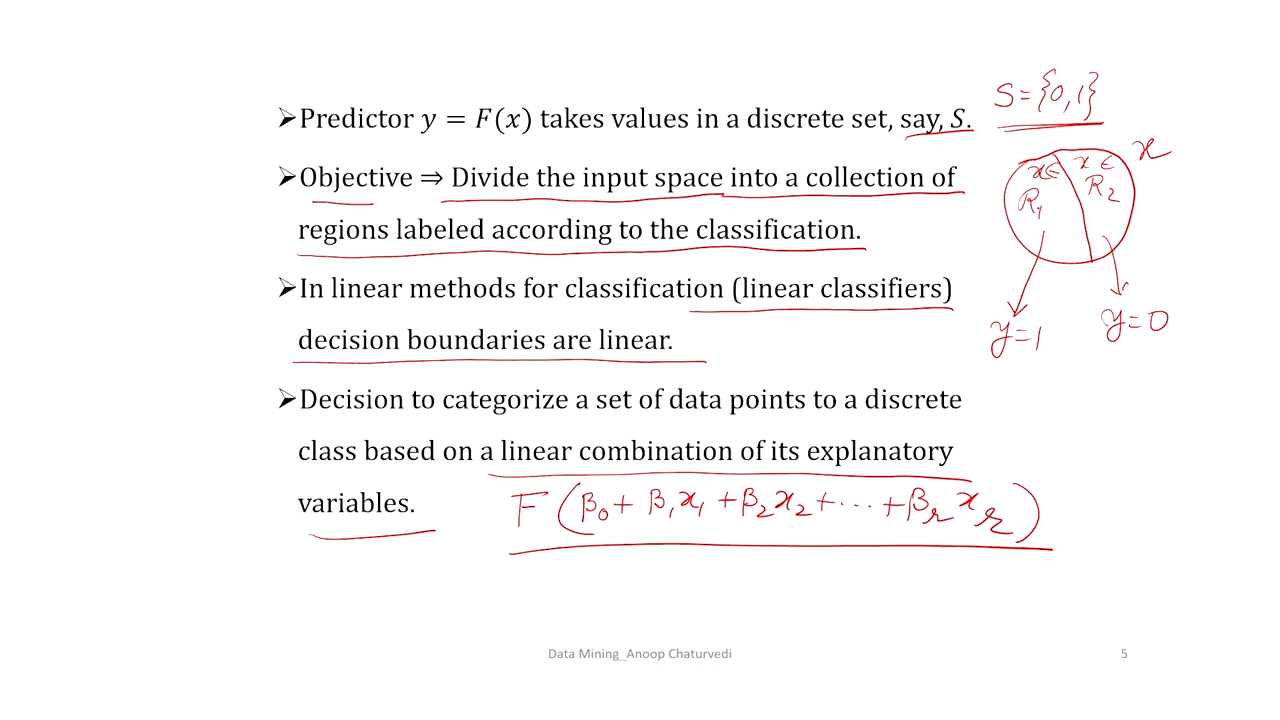 ➢Predictor y = F(x) takes values in a discrete set, say, S.
S = {0, 1}
➢Objective ⇒ Divide the input space into a collection of
regions labeled according to the classification.
x
x ∈ R₁
x ∈ R₂
➢In linear methods for classification (linear classifiers)
decision boundaries are linear.
y = 1
y = 0
➢Decision to categorize a set of data points to a discrete
class based on a linear combination of its explanatory
variables.
F(β₀ + β₁x₁ + β₂x₂ + ⋯ + βᵣxᵣ)
Data Mining_Anoop Chaturvedi
5